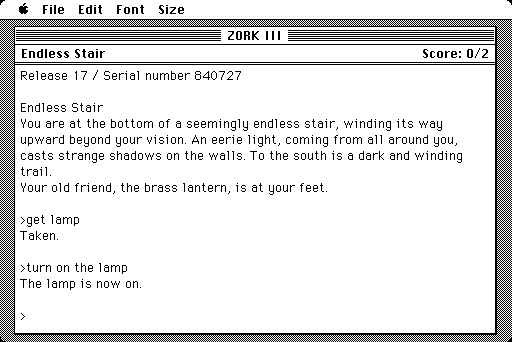 File Edit Font Size
ZORK III
Endless Stair Score: 0/2
Release 17 / Serial number 840727
Endless Stair
You are at the bottom of a seemingly endless stair, winding its way
upward beyond your vision. An eerie light, coming from all around you,
casts strange shadows on the walls. To the south is a dark and winding
trail.
Your old friend, the brass lantern, is at your feet.
>get lamp
Taken.
>turn on the lamp
The lamp is now on.
>